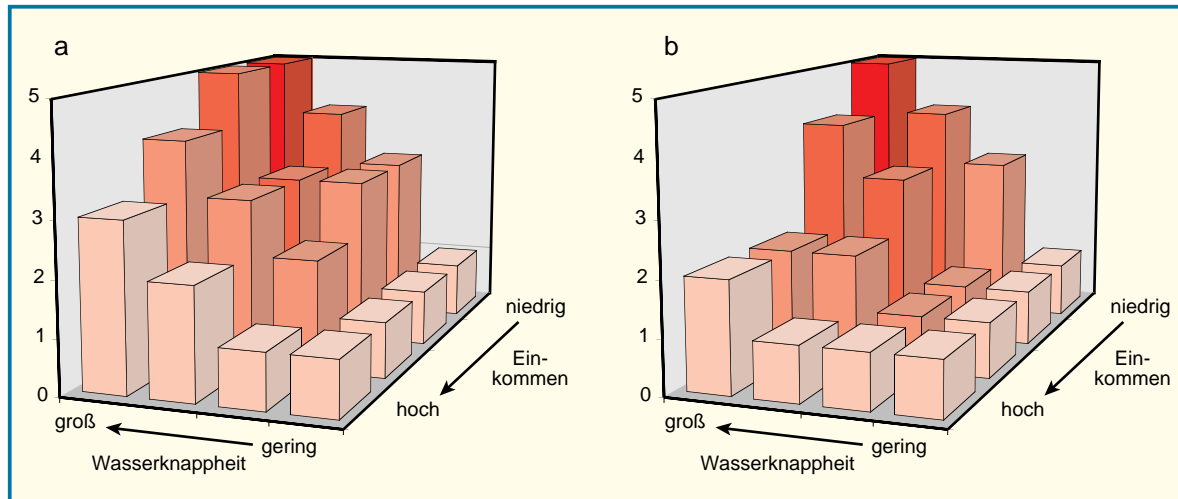 a
5
4
3
2
1
0
groß
gering
Wasserknappheit
hoch
Ein-
kommen
niedrig
b
5
4
3
2
1
0
groß
gering
Wasserknappheit
hoch
Ein-
kommen
niedrig